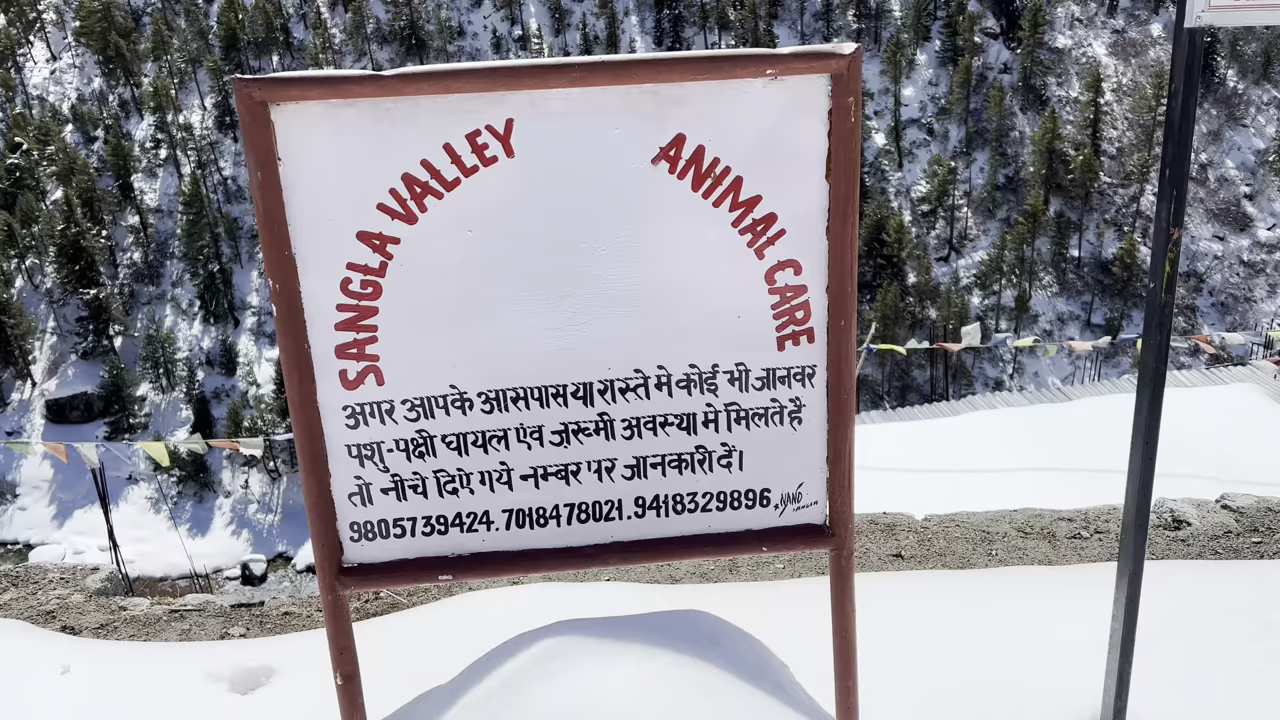 SANGLA VALLEY ANIMAL CARE
अगर आपके आसपास या रास्ते मे कोई भी जानवर
पशु-पक्षी घायल एंव ज़ख्मी अवस्था मे मिलते है
तो नीचे दिऐ गये नम्बर पर जानकारी दें।
9805739424.7018478021.9418329896